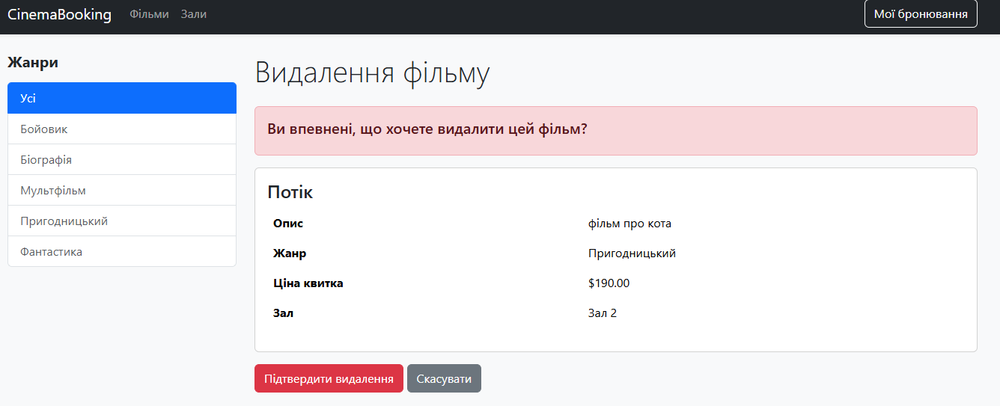 CinemaBooking Фільми Зали Мої бронювання
Жанри
Усі
Бойовик
Біографія
Мультфільм
Пригодницький
Фантастика
Видалення фільму
Ви впевнені, що хочете видалити цей фільм?
Потік
Опис фільм про кота
Жанр Пригодницький
Ціна квитка $190.00
Зал Зал 2
Підтвердити видалення Скасувати